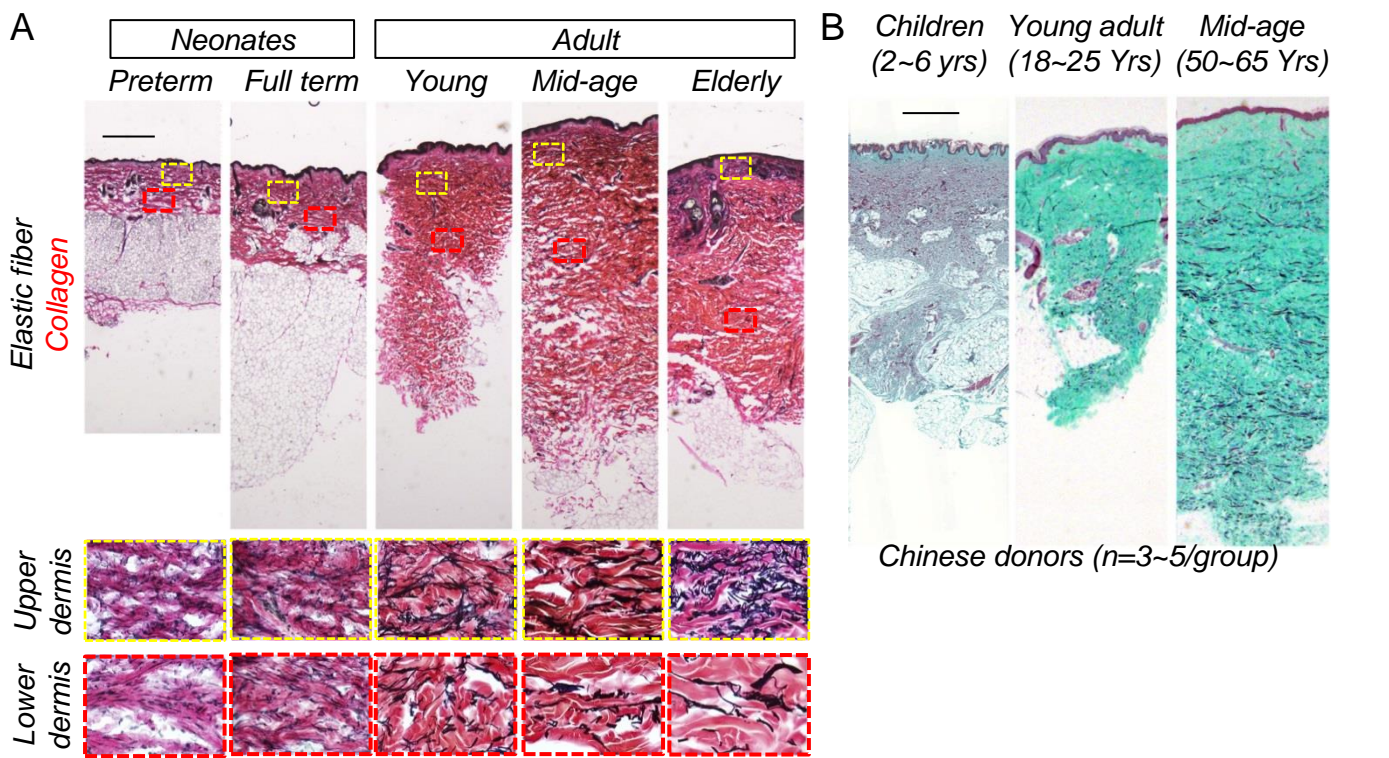 A
Neonates
Adult
Preterm
Full term
Young
Mid-age
Elderly
Elastic fiber
Collagen
Upper
dermis
Lower
dermis
B
Children
(2~6 yrs)
Young adult
(18~25 Yrs)
Mid-age
(50~65 Yrs)
Chinese donors (n=3~5/group)